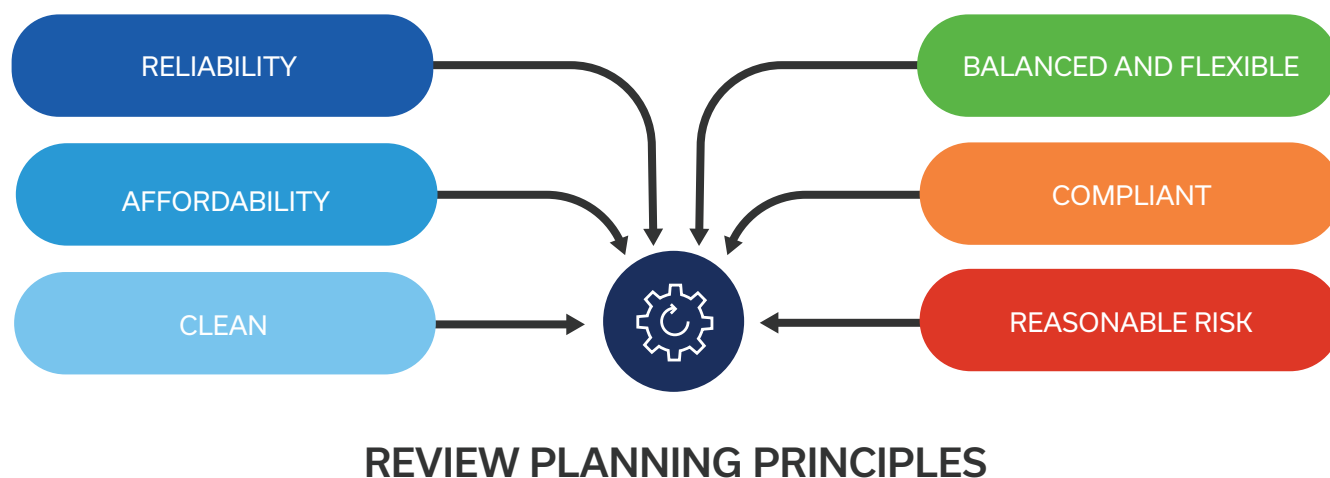 RELIABILITY
AFFORDABILITY
CLEAN
BALANCED AND FLEXIBLE
COMPLIANT
REASONABLE RISK
REVIEW PLANNING PRINCIPLES